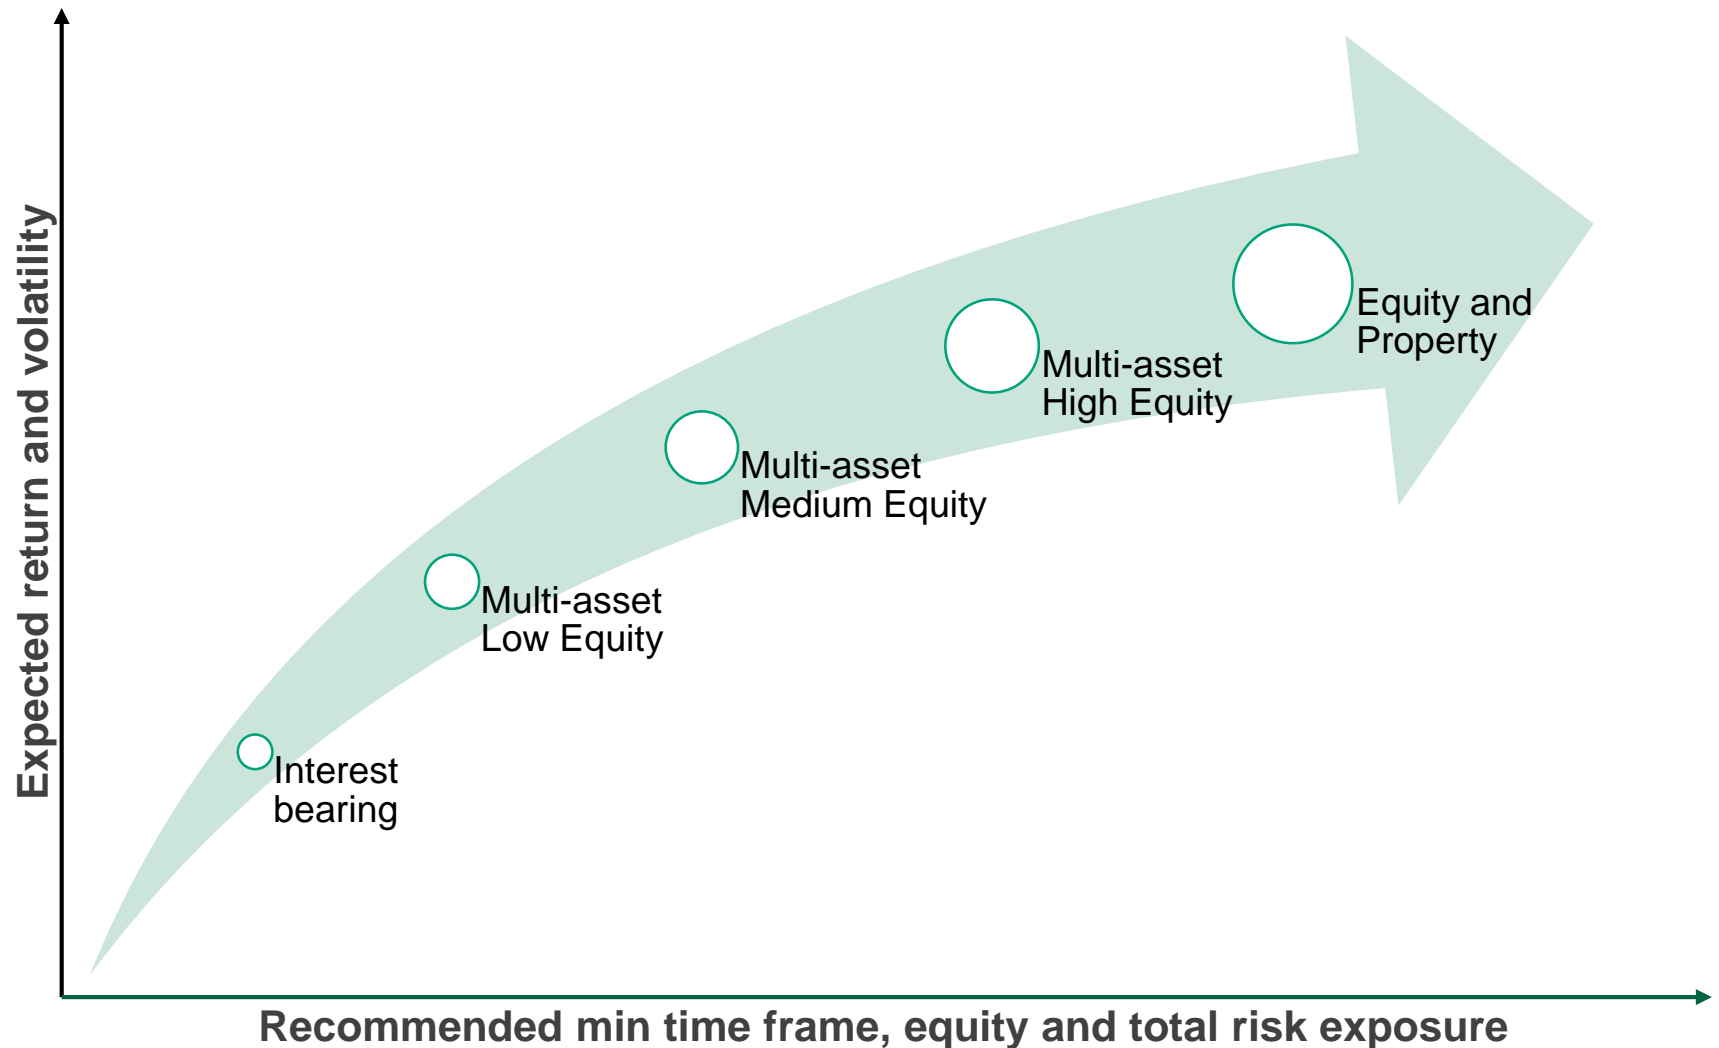 Expected return and volatility
Equity and
Property
Multi-asset
High Equity
Multi-asset
Medium Equity
Multi-asset
Low Equity
Interest
bearing
Recommended min time frame, equity and total risk exposure